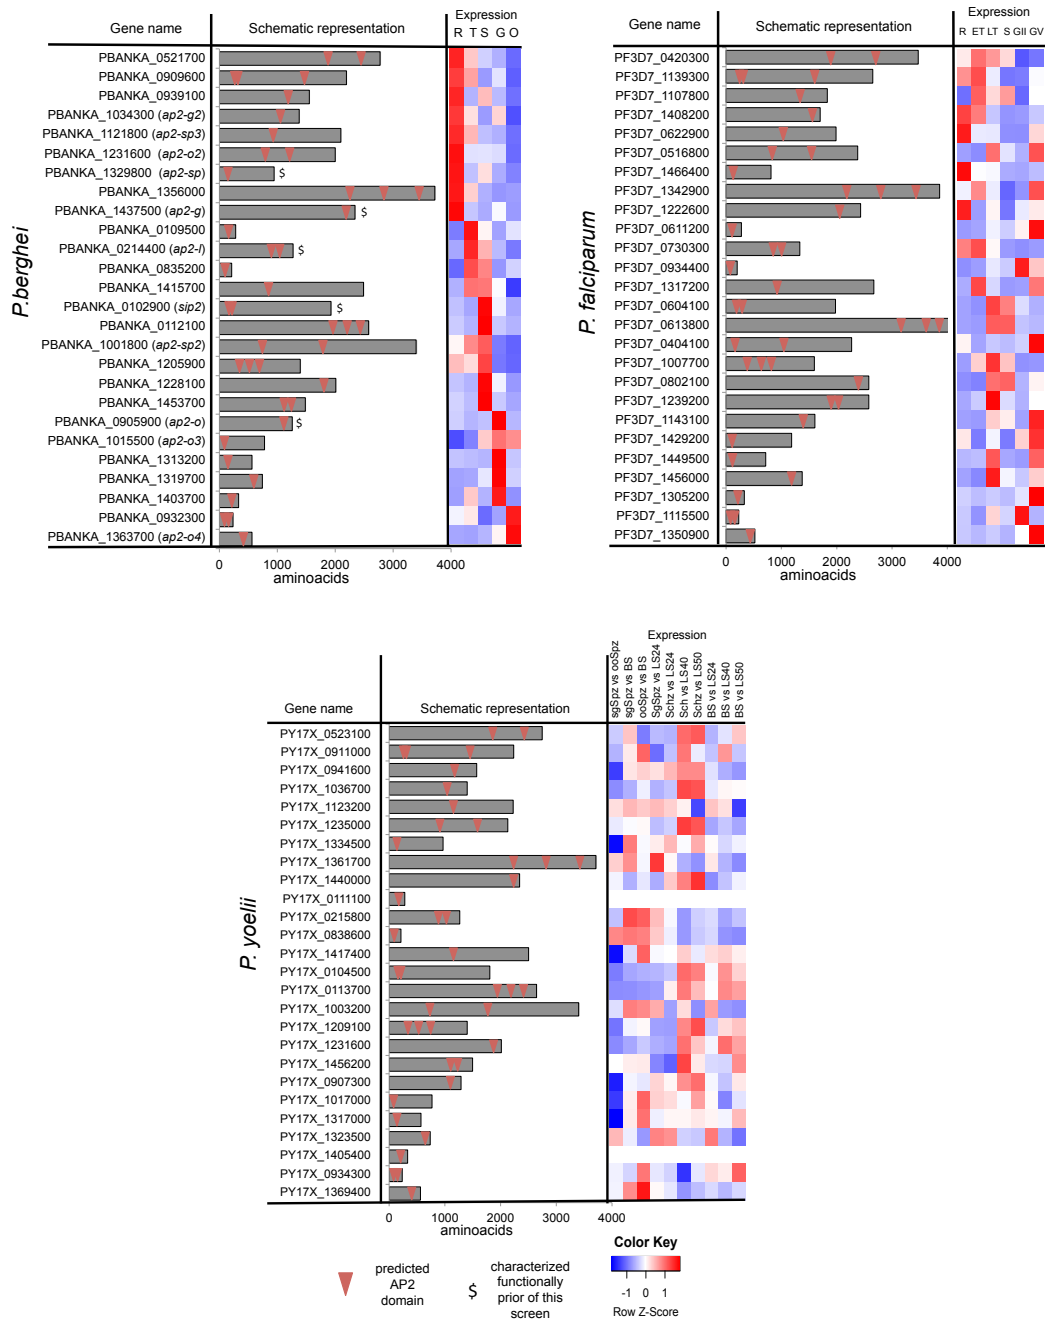 Expression
Gene name Schematic representation R T S G O
P.berghei
PBANKA_0521700
PBANKA_0909600
PBANKA_0939100
PBANKA_1034300 (ap2-g2)
PBANKA_1121800 (ap2-sp3)
PBANKA_1231600 (ap2-o2)
PBANKA_1329800 (ap2-sp) $
PBANKA_1356000
PBANKA_1437500 (ap2-g) $
PBANKA_0109500
PBANKA_0214400 (ap2-l) $
PBANKA_0835200
PBANKA_1415700
PBANKA_0102900 (sip2) $
PBANKA_0112100
PBANKA_1001800 (ap2-sp2)
PBANKA_1205900
PBANKA_1228100
PBANKA_1453700
PBANKA_0905900 (ap2-o) $
PBANKA_1015500 (ap2-o3)
PBANKA_1313200
PBANKA_1319700
PBANKA_1403700
PBANKA_0932300
PBANKA_1363700 (ap2-o4)
0 1000 2000 3000 4000
aminoacids
Expression
Gene name Schematic representation R ET LT S GII GV
P. falciparum
PF3D7_0420300
PF3D7_1139300
PF3D7_1107800
PF3D7_1408200
PF3D7_0622900
PF3D7_0516800
PF3D7_1466400
PF3D7_1342900
PF3D7_1222600
PF3D7_0611200
PF3D7_0730300
PF3D7_0934400
PF3D7_1317200
PF3D7_0604100
PF3D7_0613800
PF3D7_0404100
PF3D7_1007700
PF3D7_0802100
PF3D7_1239200
PF3D7_1143100
PF3D7_1429200
PF3D7_1449500
PF3D7_1456000
PF3D7_1305200
PF3D7_1115500
PF3D7_1350900
0 1000 2000 3000 4000
aminoacids
Expression
sgSpz vs ooSpz
sgSpz vs BS
ooSpz vs BS
SgSpz vs LS24
Schz vs LS24
Sch vs LS40
Schz vs LS50
BS vs LS24
BS vs LS40
BS vs LS50
Gene name Schematic representation
P. yoelii
PY17X_0523100
PY17X_0911000
PY17X_0941600
PY17X_1036700
PY17X_1123200
PY17X_1235000
PY17X_1334500
PY17X_1361700
PY17X_1440000
PY17X_0111100
PY17X_0215800
PY17X_0838600
PY17X_1417400
PY17X_0104500
PY17X_0113700
PY17X_1003200
PY17X_1209100
PY17X_1231600
PY17X_1456200
PY17X_0907300
PY17X_1017000
PY17X_1317000
PY17X_1323500
PY17X_1405400
PY17X_0934300
PY17X_1369400
0 1000 2000 3000 4000
aminoacids
predicted
AP2
domain
$ characterized
functionally
prior of this
screen
Color Key
-1 0 1
Row Z-Score